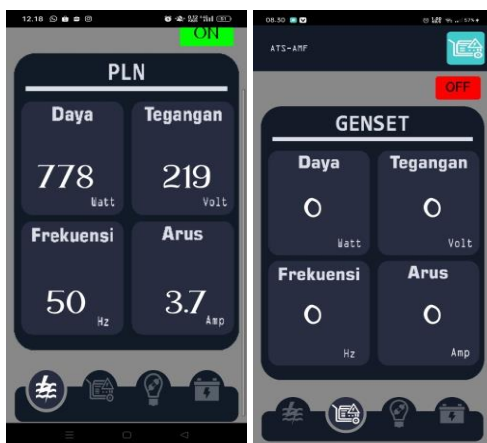 12.18
ON
PLN
Daya
Tegangan
778
Watt
219
Volt
Frekuensi
Arus
50
Hz
3.7
Amp
08.30
57%
ATS-AMF
OFF
GENSET
Daya
Tegangan
0
Watt
0
Volt
Frekuensi
Arus
0
Hz
0
Amp